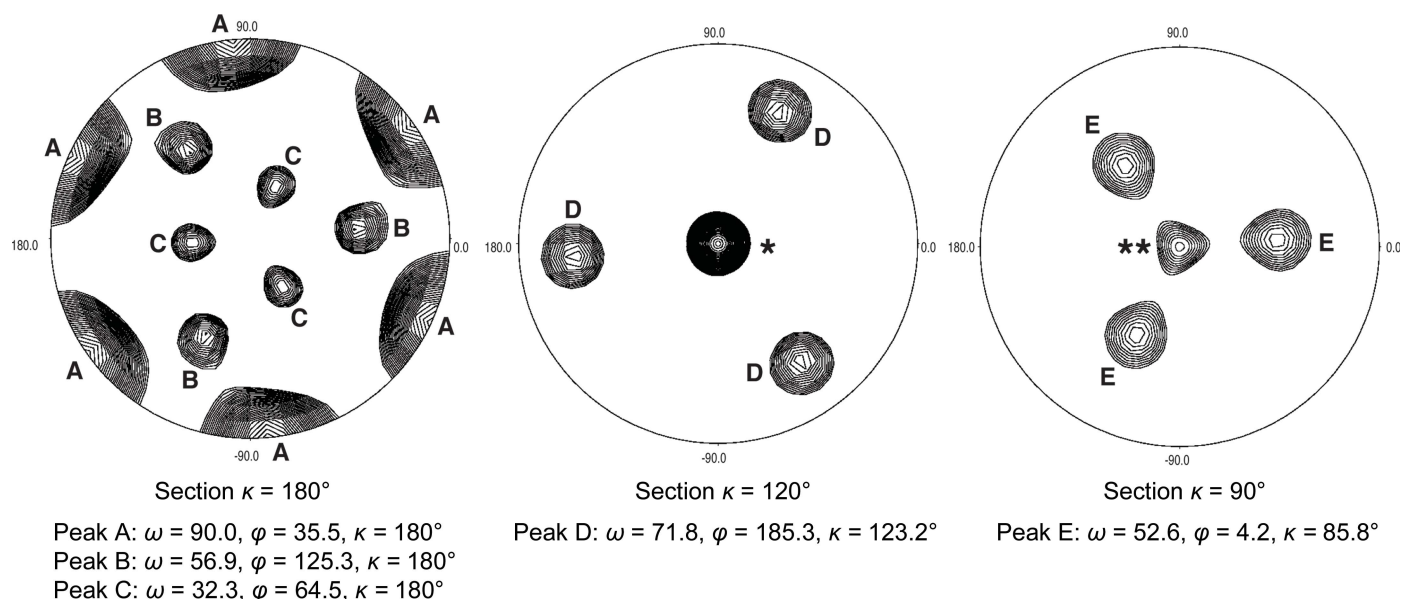 A 90.0
A
A
B
C
180.0
C
B
0.0
A
A
B
C
-90.0
A
Section κ = 180°
Peak A: ω = 90.0, φ = 35.5, κ = 180°
Peak B: ω = 56.9, φ = 125.3, κ = 180°
Peak C: ω = 32.3, φ = 64.5, κ = 180°
90.0
D
D
180.0
*
0.0
D
-90.0
Section κ = 120°
Peak D: ω = 71.8, φ = 185.3, κ = 123.2°
90.0
E
180.0
**
E
0.0
E
-90.0
Section κ = 90°
Peak E: ω = 52.6, φ = 4.2, κ = 85.8°